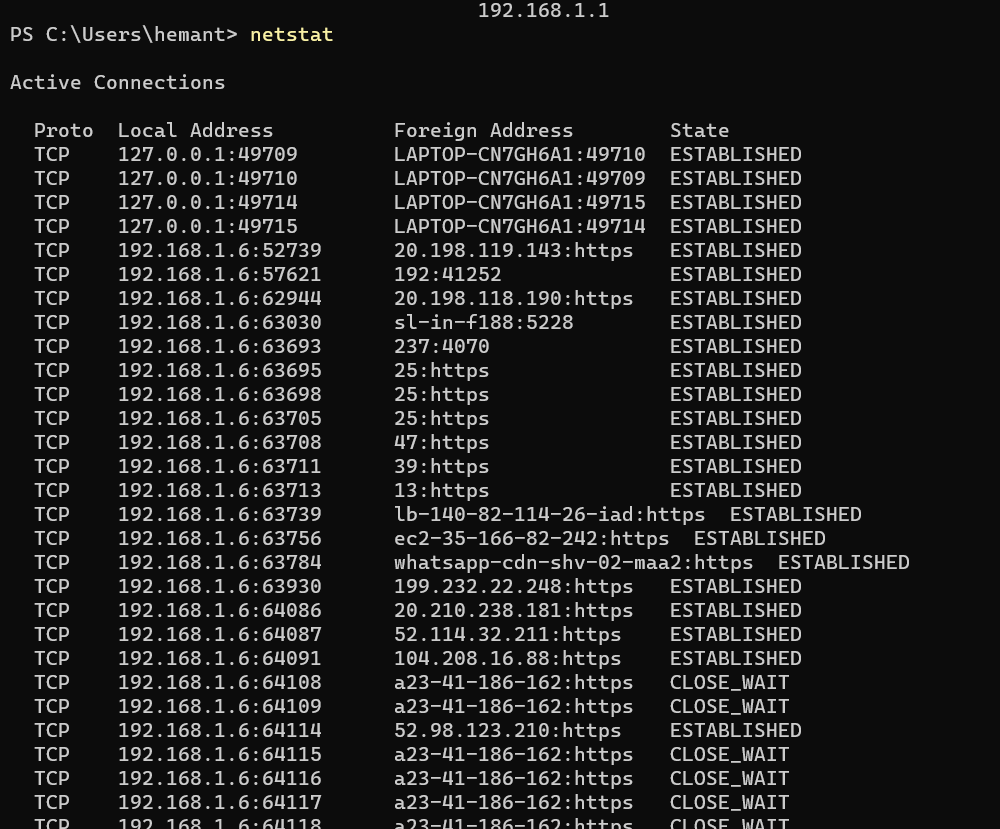 192.168.1.1
PS C:\Users\hemant> netstat
Active Connections
Proto  Local Address          Foreign Address        State
TCP    127.0.0.1:49709        LAPTOP-CN7GH6A1:49710  ESTABLISHED
TCP    127.0.0.1:49710        LAPTOP-CN7GH6A1:49709  ESTABLISHED
TCP    127.0.0.1:49714        LAPTOP-CN7GH6A1:49715  ESTABLISHED
TCP    127.0.0.1:49715        LAPTOP-CN7GH6A1:49714  ESTABLISHED
TCP    192.168.1.6:52739      20.198.119.143:https   ESTABLISHED
TCP    192.168.1.6:57621      192:41252              ESTABLISHED
TCP    192.168.1.6:62944      20.198.118.190:https   ESTABLISHED
TCP    192.168.1.6:63030      sl-in-f188:5228        ESTABLISHED
TCP    192.168.1.6:63693      237:4070               ESTABLISHED
TCP    192.168.1.6:63695      25:https               ESTABLISHED
TCP    192.168.1.6:63698      25:https               ESTABLISHED
TCP    192.168.1.6:63705      25:https               ESTABLISHED
TCP    192.168.1.6:63708      47:https               ESTABLISHED
TCP    192.168.1.6:63711      39:https               ESTABLISHED
TCP    192.168.1.6:63713      13:https               ESTABLISHED
TCP    192.168.1.6:63739      lb-140-82-114-26-iad:https  ESTABLISHED
TCP    192.168.1.6:63756      ec2-35-166-82-242:https  ESTABLISHED
TCP    192.168.1.6:63784      whatsapp-cdn-shv-02-maa2:https  ESTABLISHED
TCP    192.168.1.6:63930      199.232.22.248:https   ESTABLISHED
TCP    192.168.1.6:64086      20.210.238.181:https   ESTABLISHED
TCP    192.168.1.6:64087      52.114.32.211:https    ESTABLISHED
TCP    192.168.1.6:64091      104.208.16.88:https    ESTABLISHED
TCP    192.168.1.6:64108      a23-41-186-162:https   CLOSE_WAIT
TCP    192.168.1.6:64109      a23-41-186-162:https   CLOSE_WAIT
TCP    192.168.1.6:64114      52.98.123.210:https    ESTABLISHED
TCP    192.168.1.6:64115      a23-41-186-162:https   CLOSE_WAIT
TCP    192.168.1.6:64116      a23-41-186-162:https   CLOSE_WAIT
TCP    192.168.1.6:64117      a23-41-186-162:https   CLOSE_WAIT
TCP    192.168.1.6:64118      a23-41-186-162:https   CLOSE_WAIT